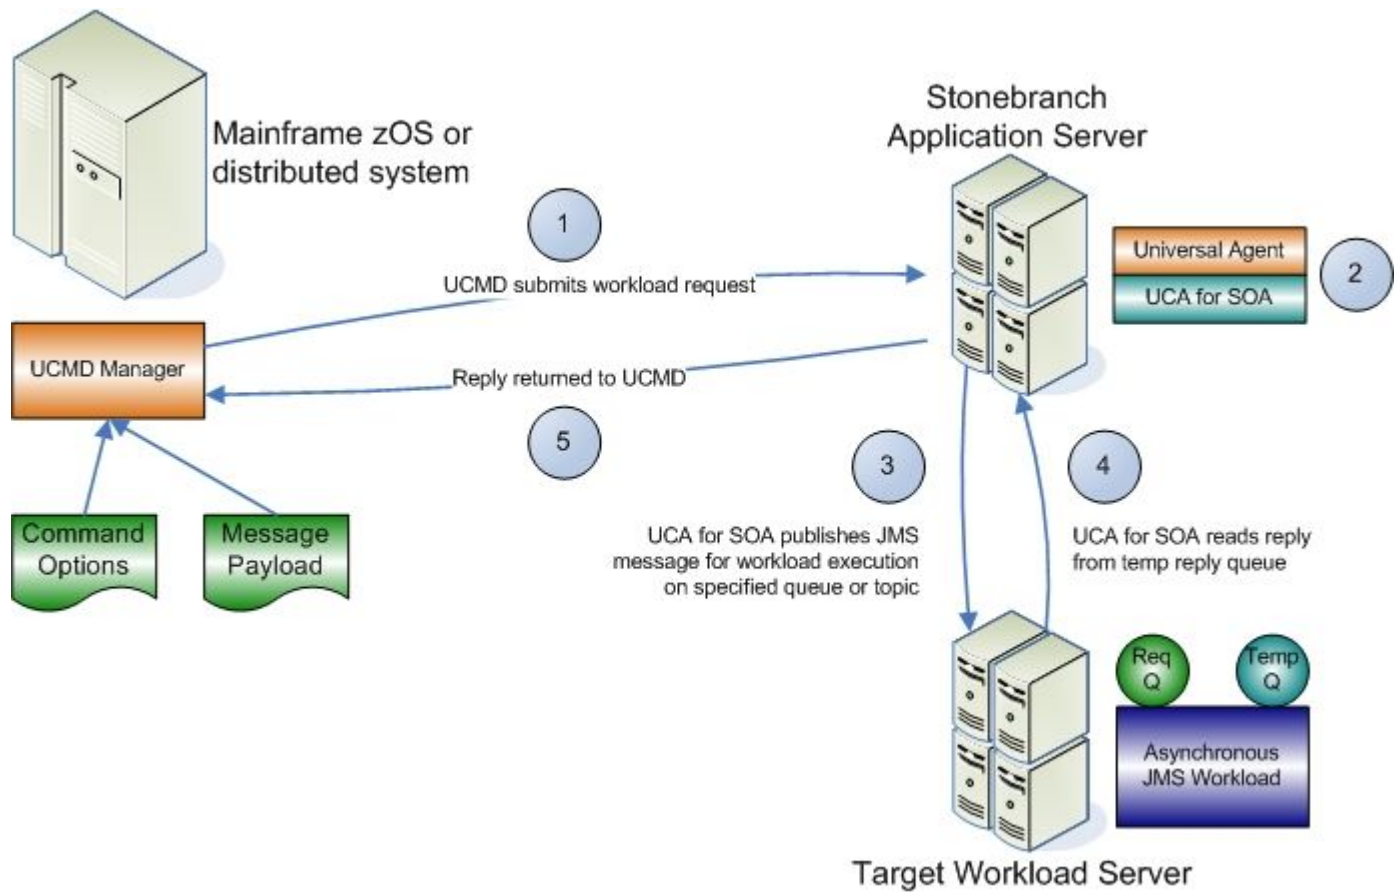 Mainframe zOS or
distributed system
Stonebranch
Application Server
1
UCMD submits workload request
Universal Agent
UCA for SOA
2
UCMD Manager
Reply returned to UCMD
5
3
4
Command
Options
Message
Payload
UCA for SOA publishes JMS
message for workload execution
on specified queue or topic
UCA for SOA reads reply
from temp reply queue
Req
Q
Temp
Q
Asynchronous
JMS Workload
Target Workload Server